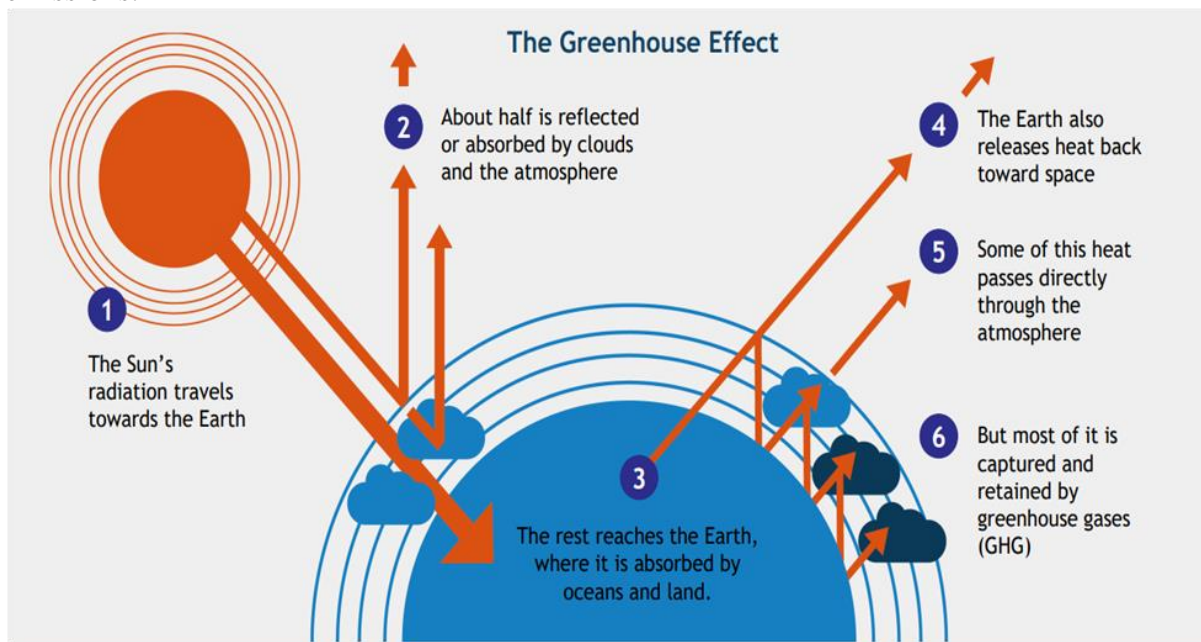 The Greenhouse Effect
1
The Sun's
radiation travels
towards the Earth
2
About half is reflected
or absorbed by clouds
and the atmosphere
3
The rest reaches the Earth,
where it is absorbed by
oceans and land.
4
The Earth also
releases heat back
toward space
5
Some of this heat
passes directly
through the
atmosphere
6
But most of it is
captured and
retained by
greenhouse gases
(GHG)